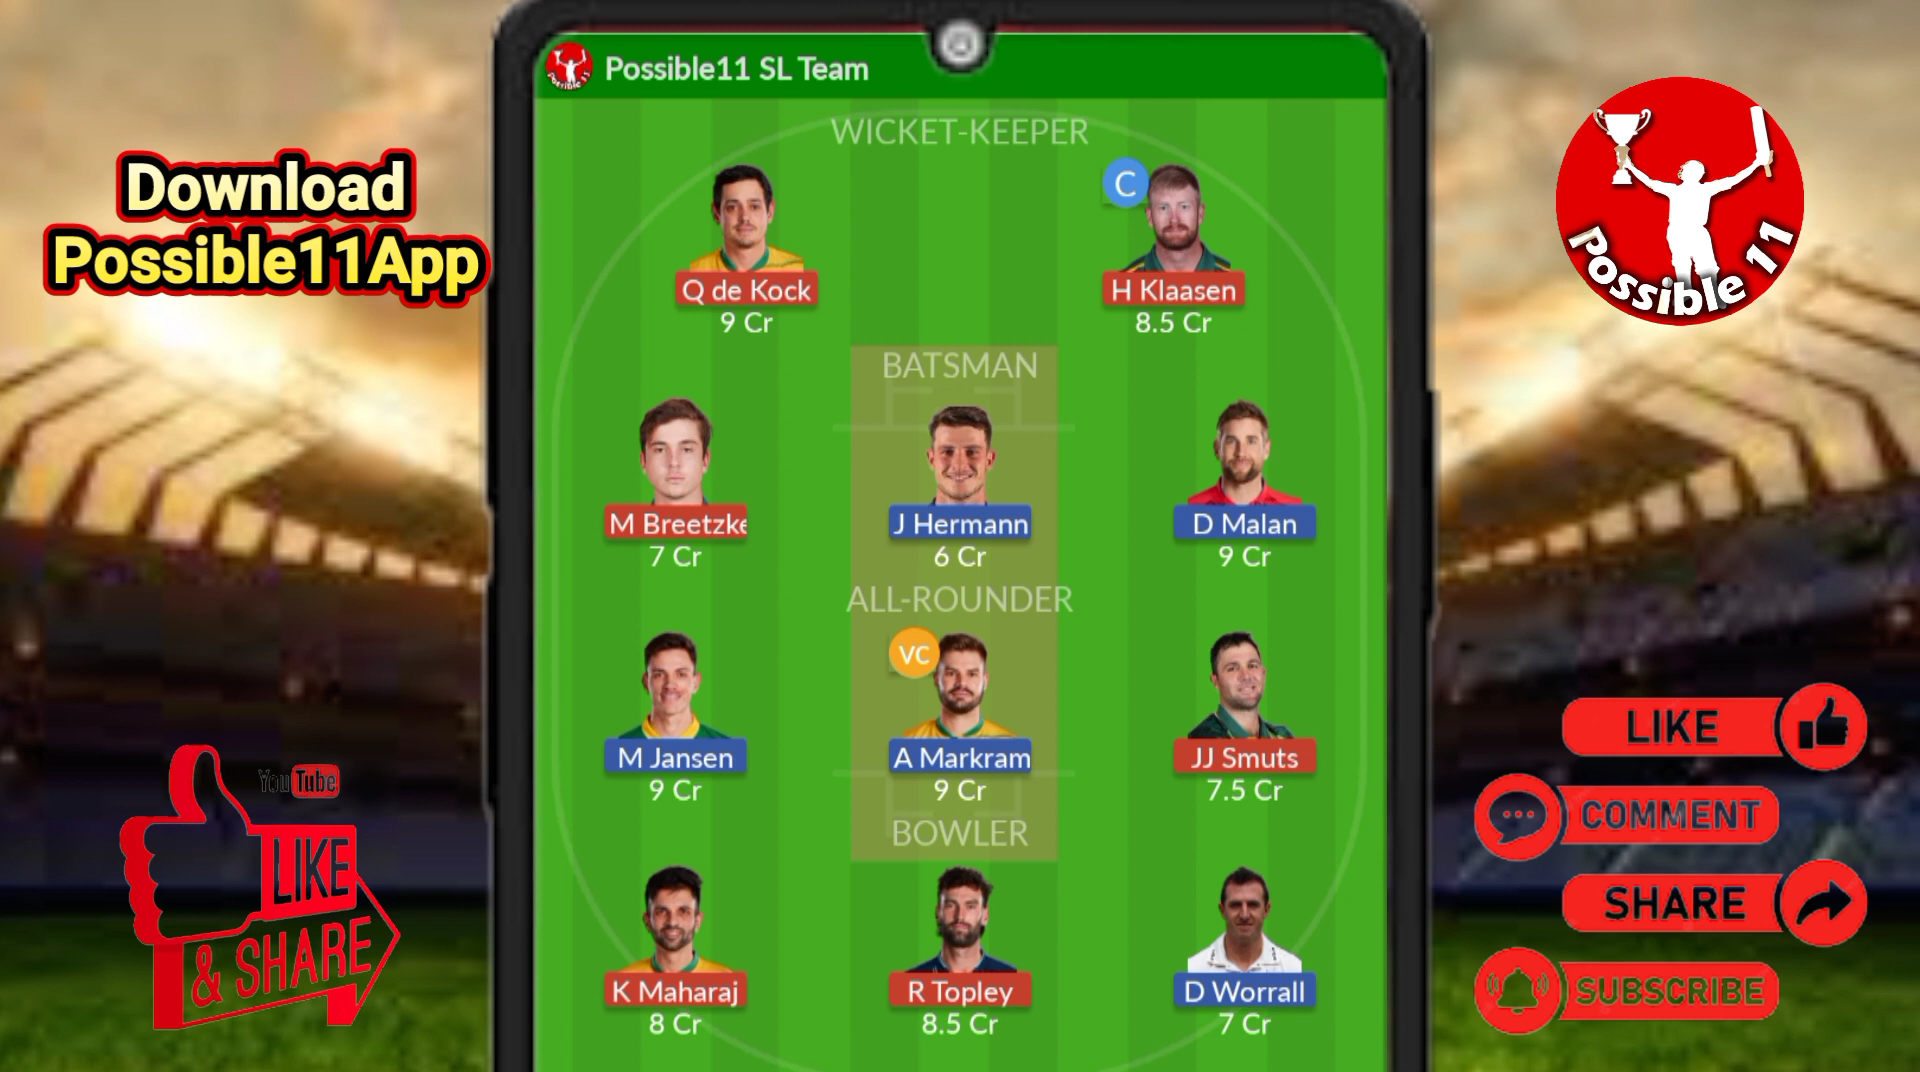 Possible11 SL Team
Possible 11
WICKET-KEEPER
C
Q de Kock
H Klaasen
9 Cr
8.5 Cr
Download
Possible11App
Possible 11
BATSMAN
M Breetzke
J Hermann
D Malan
7 Cr
6 Cr
9 Cr
ALL-ROUNDER
VC
M Jansen
A Markram
JJ Smuts
9 Cr
9 Cr
7.5 Cr
BOWLER
K Maharaj
R Topley
D Worrall
8 Cr
8.5 Cr
7 Cr
YouTube
LIKE
& SHARE
LIKE
COMMENT
SHARE
SUBSCRIBE